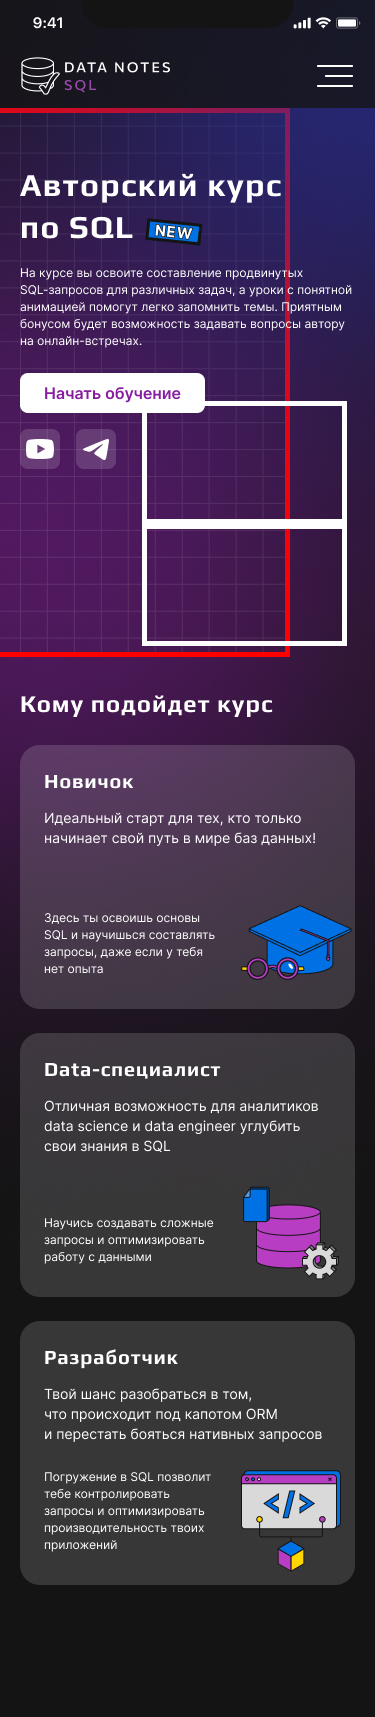 9:41
DATA NOTES
SQL
Авторский курс
по SQL NEW
На курсе вы освоите составление продвинутых
SQL-запросов для различных задач, а уроки с понятной
анимацией помогут легко запомнить темы. Приятным
бонусом будет возможность задавать вопросы автору
на онлайн-встречах.
Начать обучение
Кому подойдет курс
Новичок
Идеальный старт для тех, кто только
начинает свой путь в мире баз данных!
Здесь ты освоишь основы
SQL и научишься составлять
запросы, даже если у тебя
нет опыта
Data-специалист
Отличная возможность для аналитиков
data science и data engineer углубить
свои знания в SQL
Научись создавать сложные
запросы и оптимизировать
работу с данными
Разработчик
Твой шанс разобраться в том,
что происходит под капотом ORM
и перестать бояться нативных запросов
Погружение в SQL позволит
тебе контролировать
запросы и оптимизировать
производительность твоих
приложений